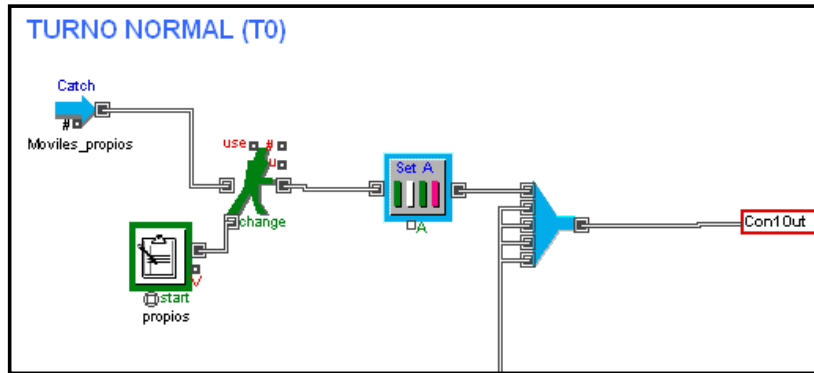 TURNO NORMAL (T0)
Catch
#
Moviles_propios
use #
u
change
Set A
A
Con1Out
V
start
propios